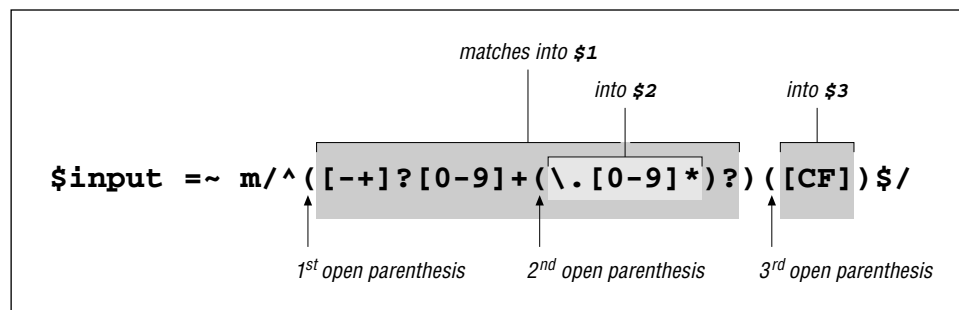 matches into $1
into $2 into $3
$input =~ m/^([-+]?[0-9]+(\.[0-9]*)?)([CF])$/
1st open parenthesis 2nd open parenthesis 3rd open parenthesis